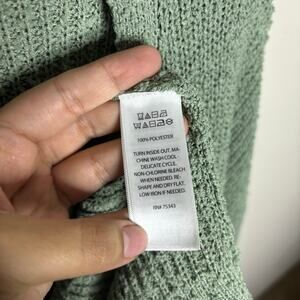 100% POLYESTER
TURN INSIDE OUT. MA-
CHINE WASH COOL -
DELICATE CYCLE.
NON-CHLORINE BLEACH
WHEN NEEDED. RE-
SHAPE AND DRY FLAT.
LOW IRON IF NEEDED.
RN# 75343